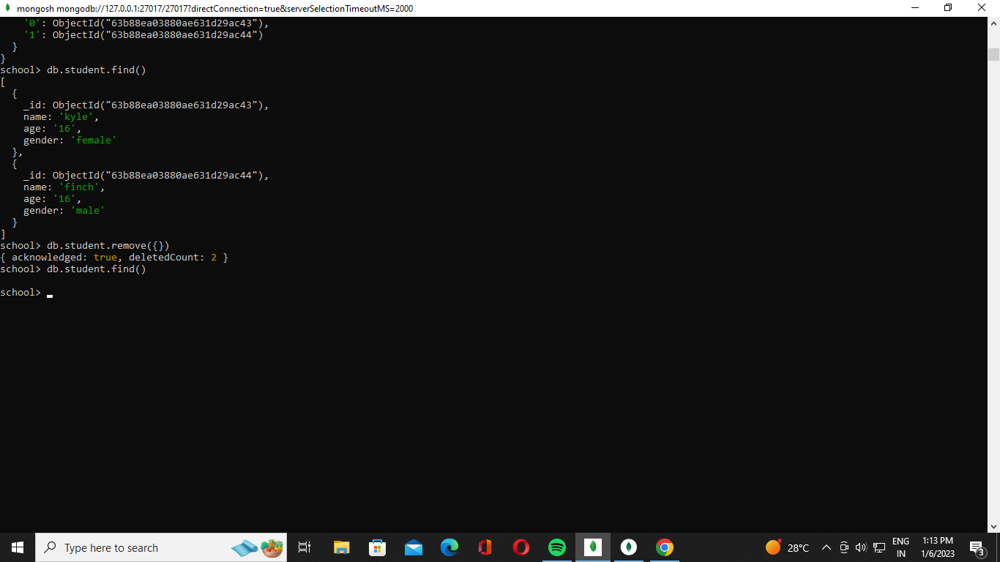 mongosh mongodb://127.0.0.1:27017/27017?directConnection=true&serverSelectionTimeoutMS=2000
'0': ObjectId("63b88ea03880ae631d29ac43"),
'1': ObjectId("63b88ea03880ae631d29ac44")
}
}
school> db.student.find()
[
{
_id: ObjectId("63b88ea03880ae631d29ac43"),
name: 'kyle',
age: '16',
gender: 'female'
},
{
_id: ObjectId("63b88ea03880ae631d29ac44"),
name: 'finch',
age: '16',
gender: 'male'
}
]
school> db.student.remove({})
{ acknowledged: true, deletedCount: 2 }
school> db.student.find()
school>
Type here to search
28°C
ENG
IN
1:13 PM
1/6/2023
3